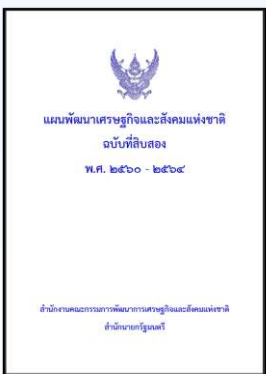 แผนพัฒนาเศรษฐกิจและสังคมแห่งชาติ
ฉบับที่สิบสอง
พ.ศ. ๒๕๖๐ - ๒๕๖๔
สำนักงานคณะกรรมการพัฒนาการเศรษฐกิจและสังคมแห่งชาติ
สำนักนายกรัฐมนตรี